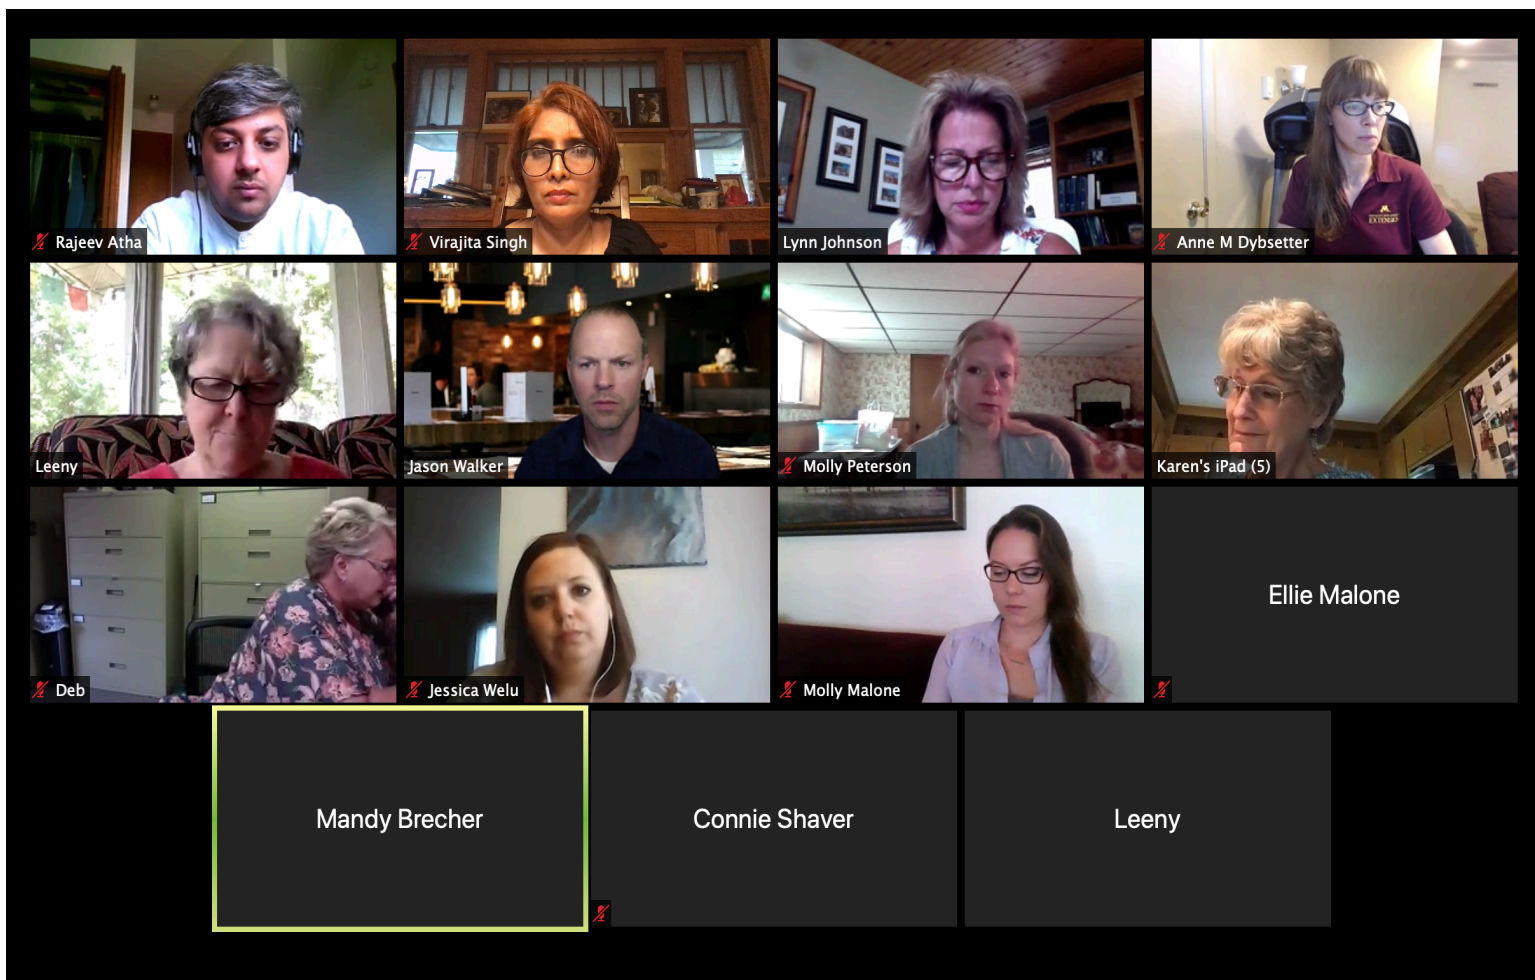 Rajeev Atha
Virajita Singh
Lynn Johnson
Anne M Dybsetter
EXTENSION
Leeny
Jason Walker
Molly Peterson
Karen's iPad (5)
Deb
Jessica Welu
Molly Malone
Ellie Malone
Mandy Brecher
Connie Shaver
Leeny